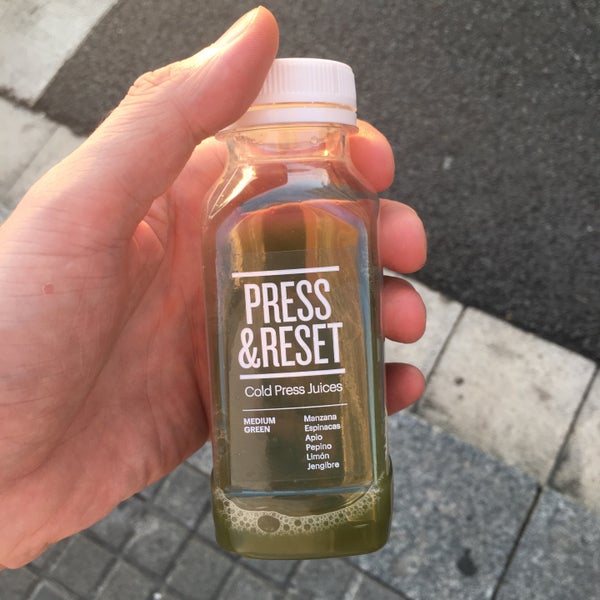 PRESS
&RESET
Cold Press Juices
MEDIUM
GREEN
Manzana
Espinacas
Apio
Pepino
Limón
Jengibre